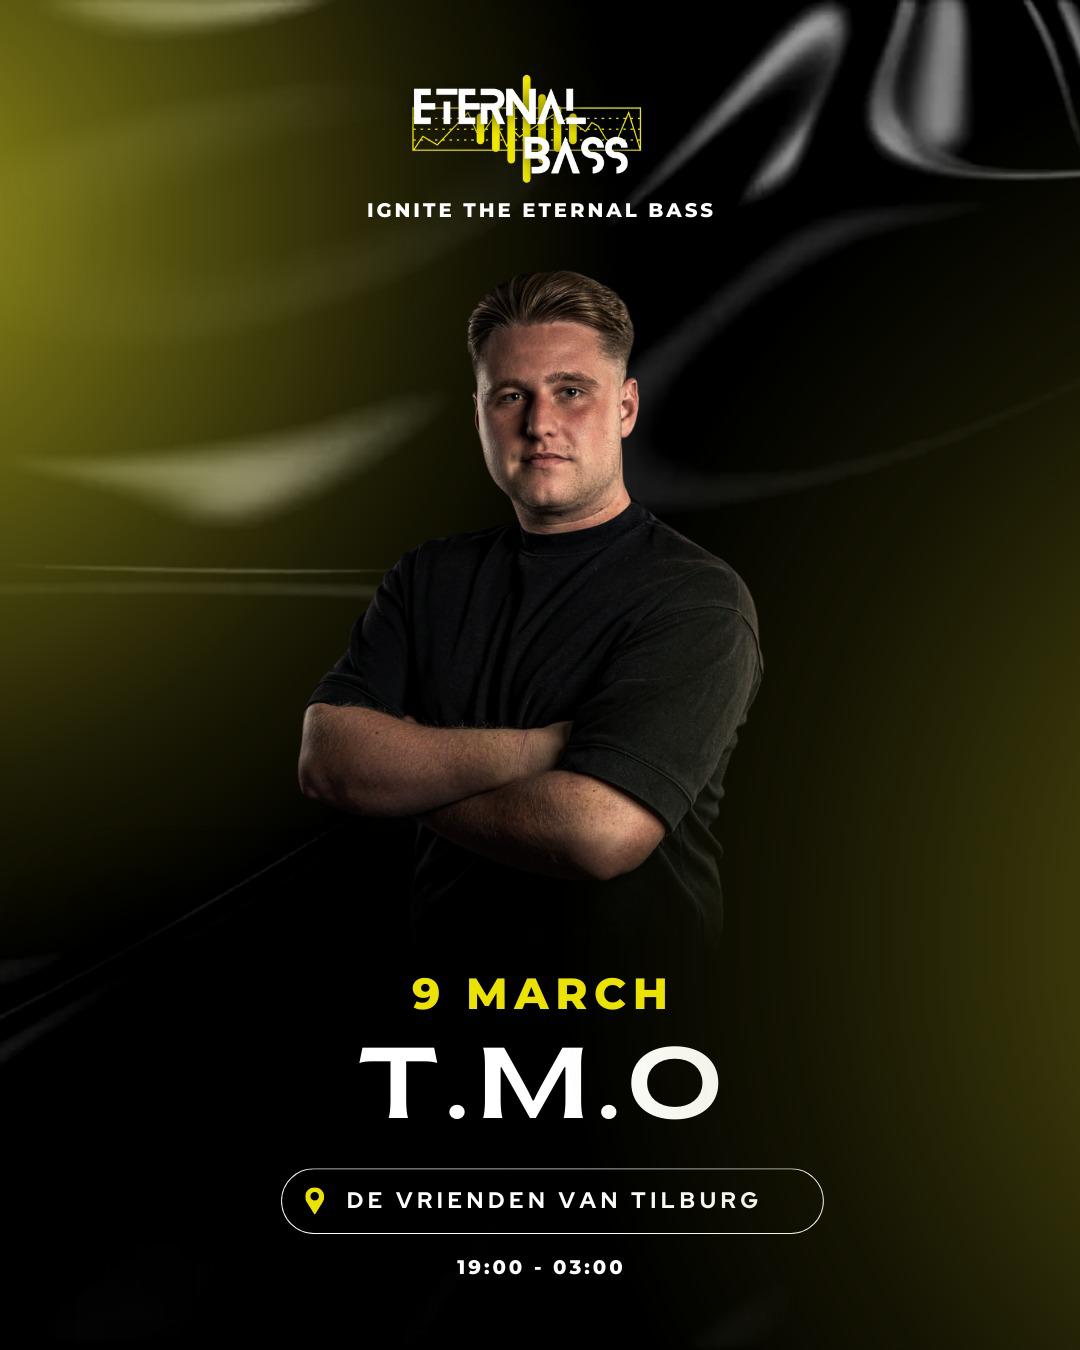 ETERNAL
BASS
IGNITE THE ETERNAL BASS
9 MARCH
T.M.O
DE VRIENDEN VAN TILBURG
19:00 - 03:00